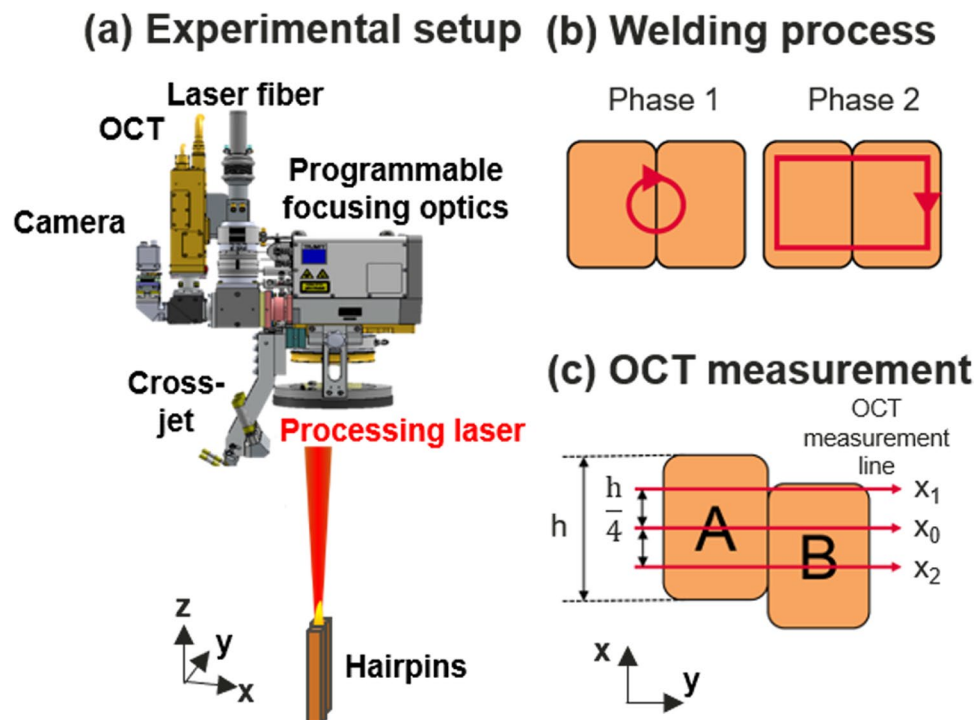 (a) Experimental setup
Laser fiber
OCT
Programmable
focusing optics
Camera
Cross-
jet
Processing laser
z
y
x
Hairpins
(b) Welding process
Phase 1
Phase 2
(c) OCT measurement
OCT
measurement
line
h
h/4
A
B
x₁
x₀
x₂
x
y